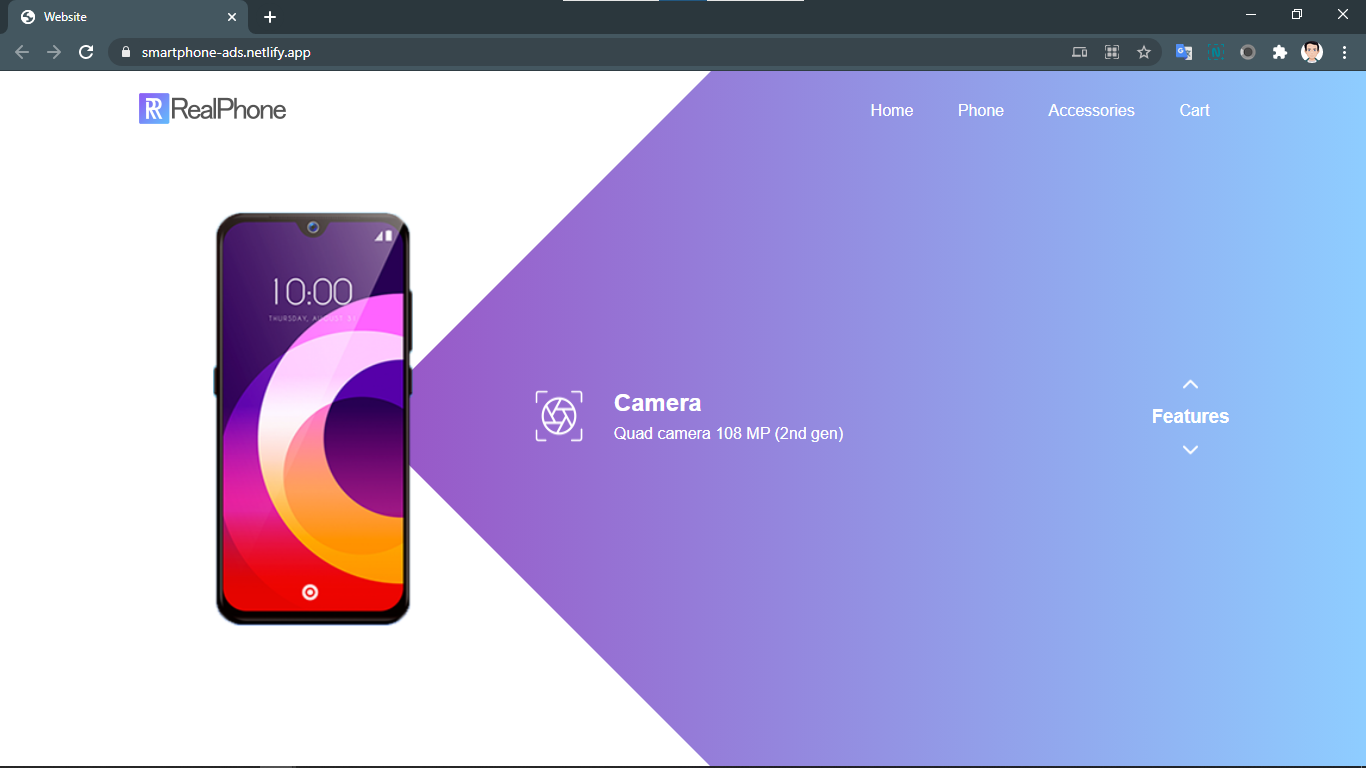 Website
smartphone-ads.netlify.app
RealPhone
Home Phone Accessories Cart
10:00
THURSDAY, AUGUST 31
Camera
Quad camera 108 MP (2nd gen)
Features